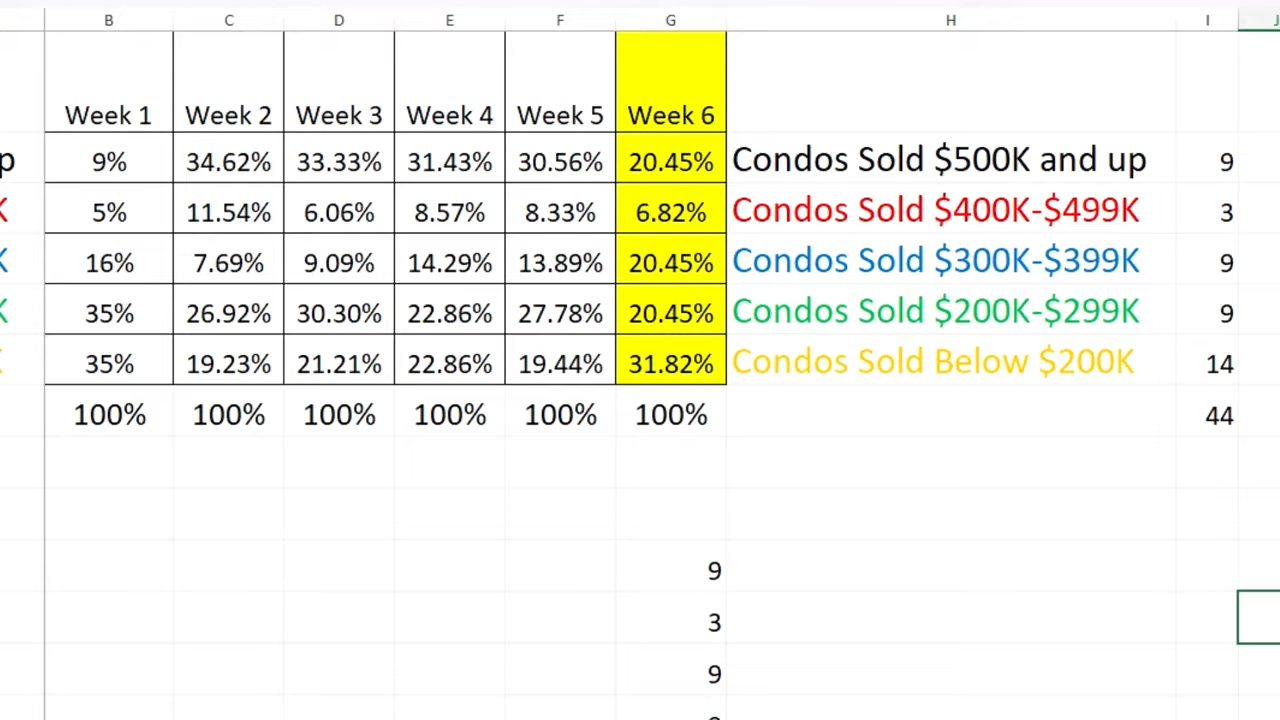 B C D E F G H I J
Week 1 Week 2 Week 3 Week 4 Week 5 Week 6
p 9% 34.62% 33.33% 31.43% 30.56% 20.45% Condos Sold $500K and up 9
K 5% 11.54% 6.06% 8.57% 8.33% 6.82% Condos Sold $400K-$499K 3
K 16% 7.69% 9.09% 14.29% 13.89% 20.45% Condos Sold $300K-$399K 9
K 35% 26.92% 30.30% 22.86% 27.78% 20.45% Condos Sold $200K-$299K 9
35% 19.23% 21.21% 22.86% 19.44% 31.82% Condos Sold Below $200K 14
100% 100% 100% 100% 100% 100% 44
9
3
9